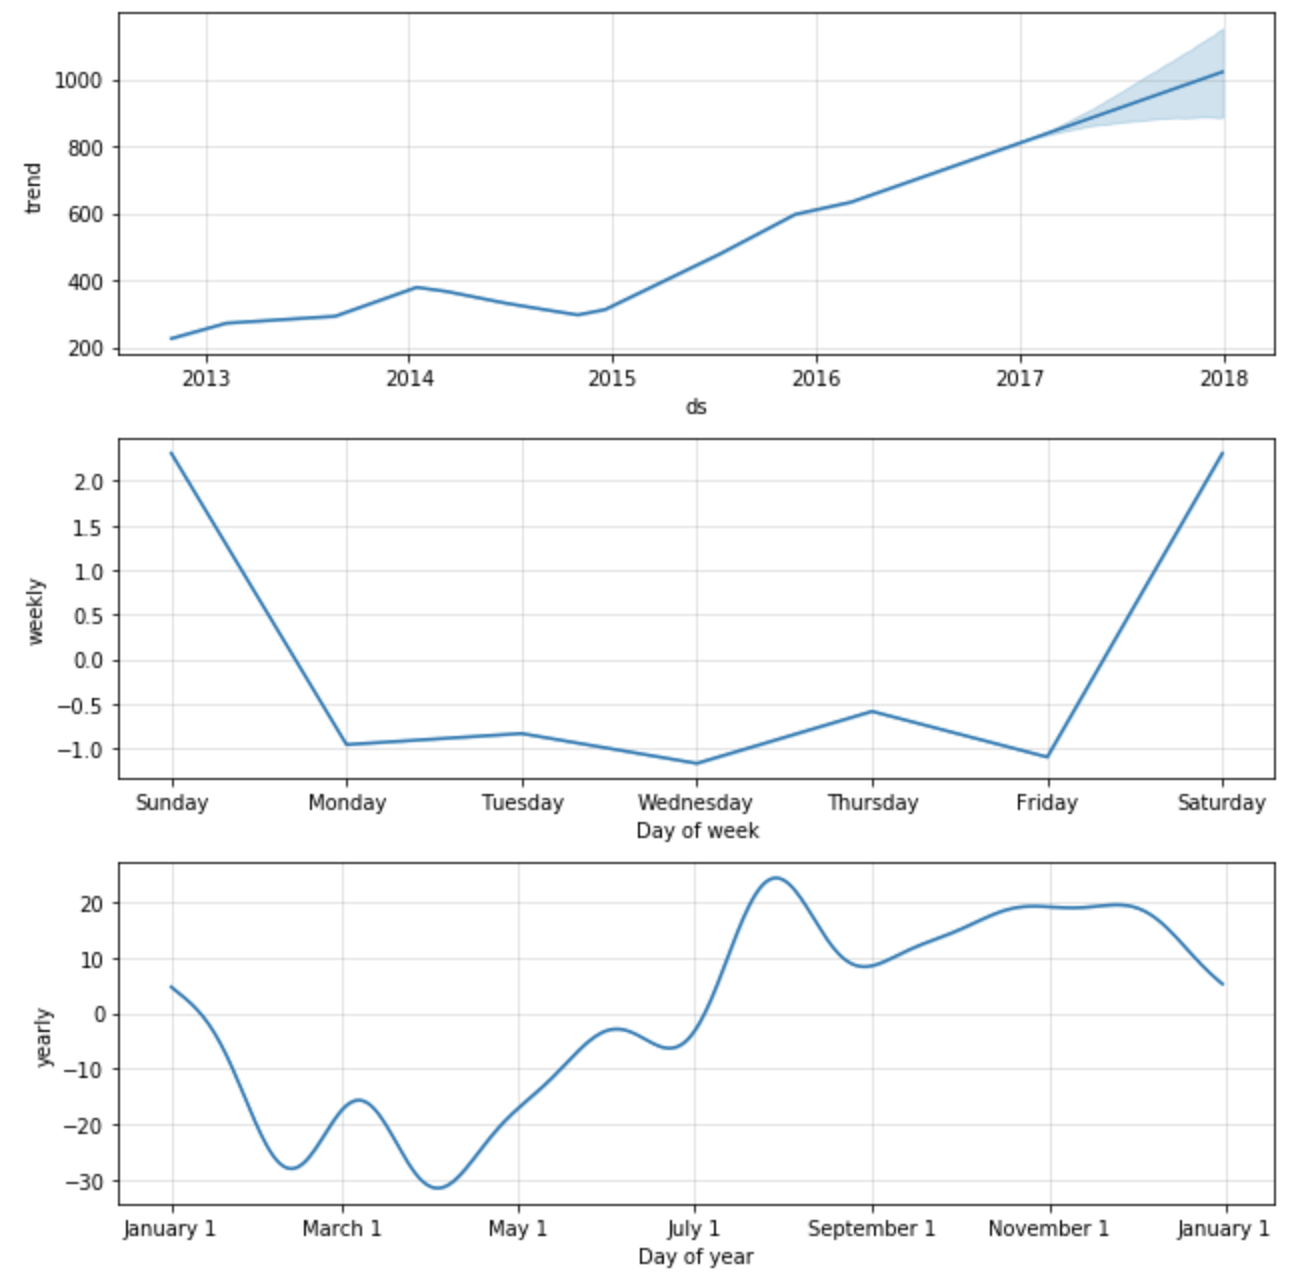 1000
800
600
400
200
trend
2013 2014 2015 2016 2017 2018
ds
2.0
1.5
1.0
0.5
0.0
−0.5
−1.0
weekly
Sunday Monday Tuesday Wednesday Thursday Friday Saturday
Day of week
20
10
0
−10
−20
−30
yearly
January 1 March 1 May 1 July 1 September 1 November 1 January 1
Day of year